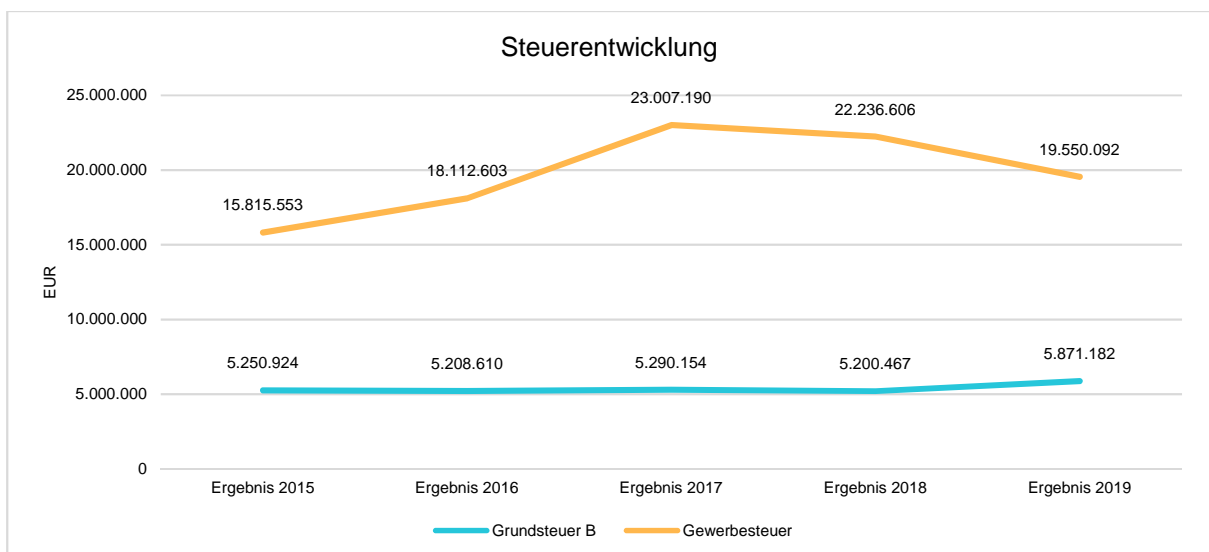 Steuerentwicklung
25.000.000
20.000.000
15.000.000
10.000.000
5.000.000
0
EUR
15.815.553
18.112.603
23.007.190
22.236.606
19.550.092
5.250.924
5.208.610
5.290.154
5.200.467
5.871.182
Ergebnis 2015
Ergebnis 2016
Ergebnis 2017
Ergebnis 2018
Ergebnis 2019
Grundsteuer B
Gewerbesteuer